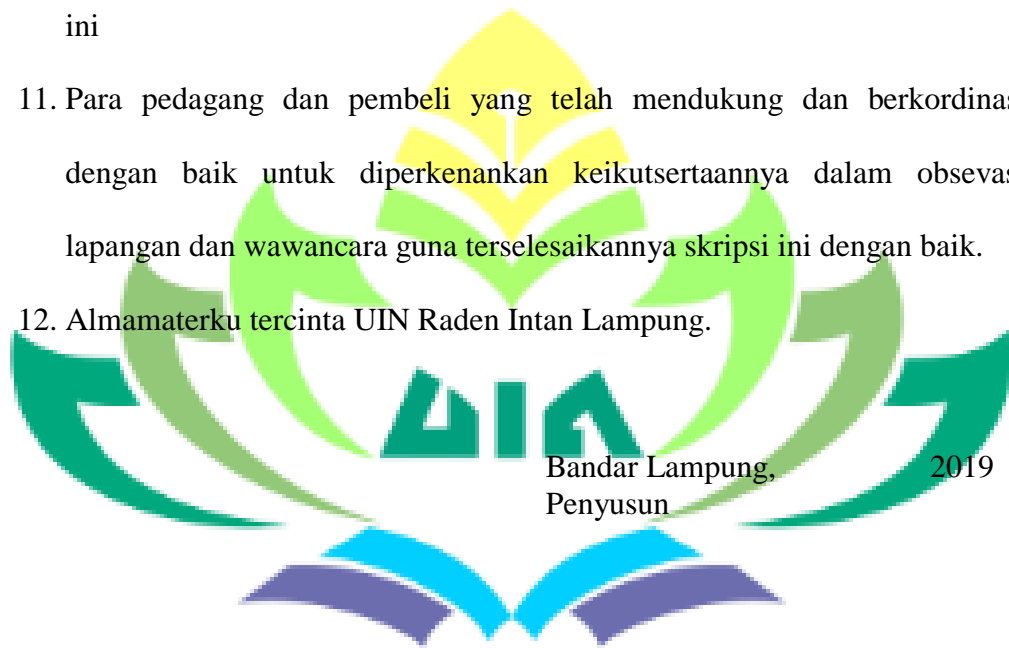 ini
11. Para pedagang dan pembeli yang telah mendukung dan berkordinas
dengan baik untuk diperkenankan keikutsertaannya dalam obsevas
lapangan dan wawancara guna terselesaikannya skripsi ini dengan baik.
12. Almamaterku tercinta UIN Raden Intan Lampung.
UIN
Bandar Lampung, 2019
Penyusun